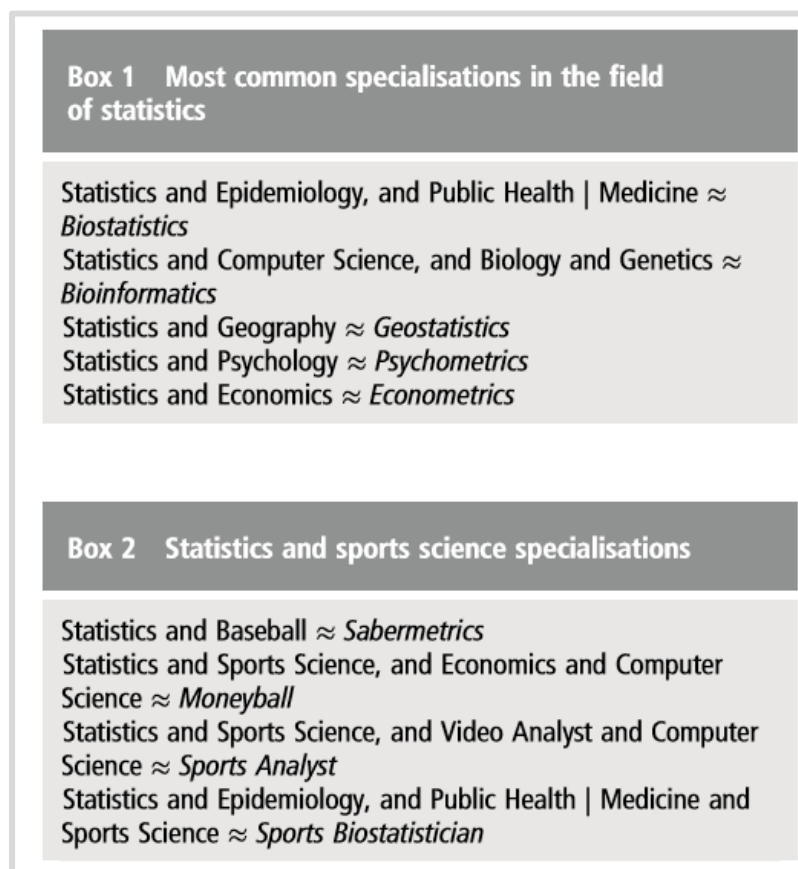 Box 1 Most common specialisations in the field
of statistics
Statistics and Epidemiology, and Public Health | Medicine ≈
Biostatistics
Statistics and Computer Science, and Biology and Genetics ≈
Bioinformatics
Statistics and Geography ≈ Geostatistics
Statistics and Psychology ≈ Psychometrics
Statistics and Economics ≈ Econometrics
Box 2 Statistics and sports science specialisations
Statistics and Baseball ≈ Sabermetrics
Statistics and Sports Science, and Economics and Computer
Science ≈ Moneyball
Statistics and Sports Science, and Video Analyst and Computer
Science ≈ Sports Analyst
Statistics and Epidemiology, and Public Health | Medicine and
Sports Science ≈ Sports Biostatistician